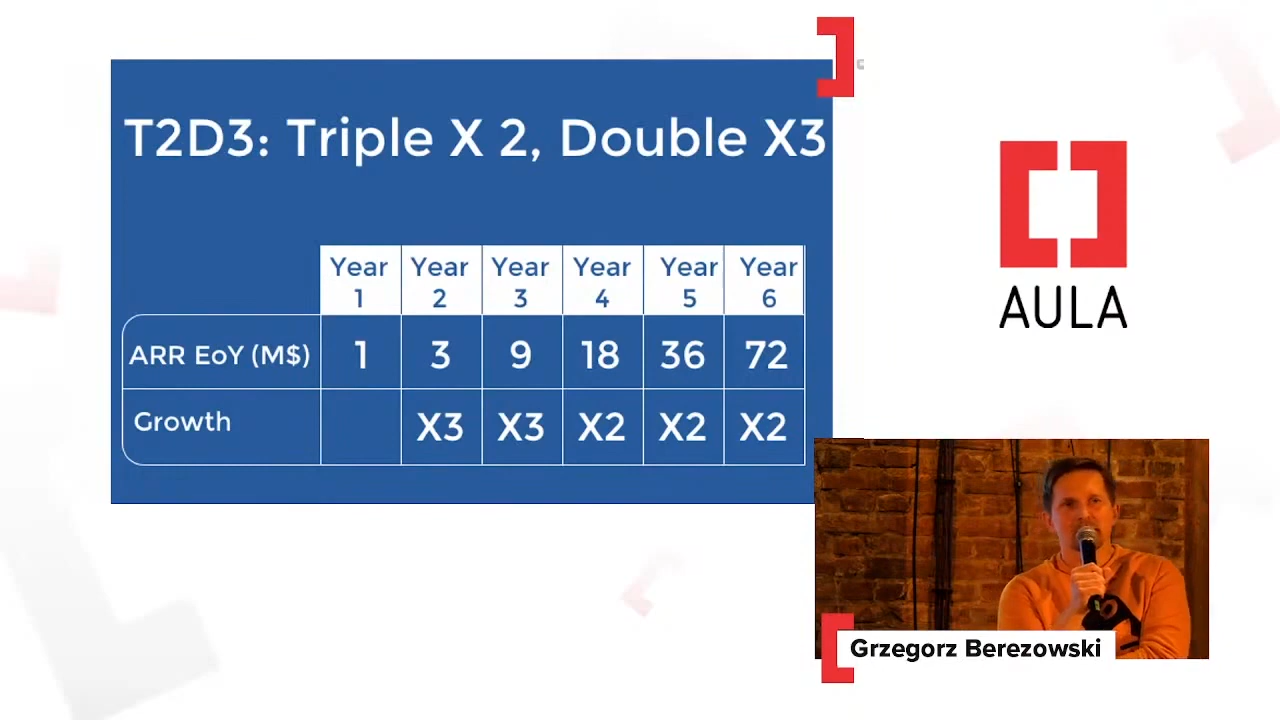 T2D3: Triple X 2, Double X3
Year 1 Year 2 Year 3 Year 4 Year 5 Year 6
ARR EoY (M$) 1 3 9 18 36 72
Growth X3 X3 X2 X2 X2
AULA
Grzegorz Berezowski